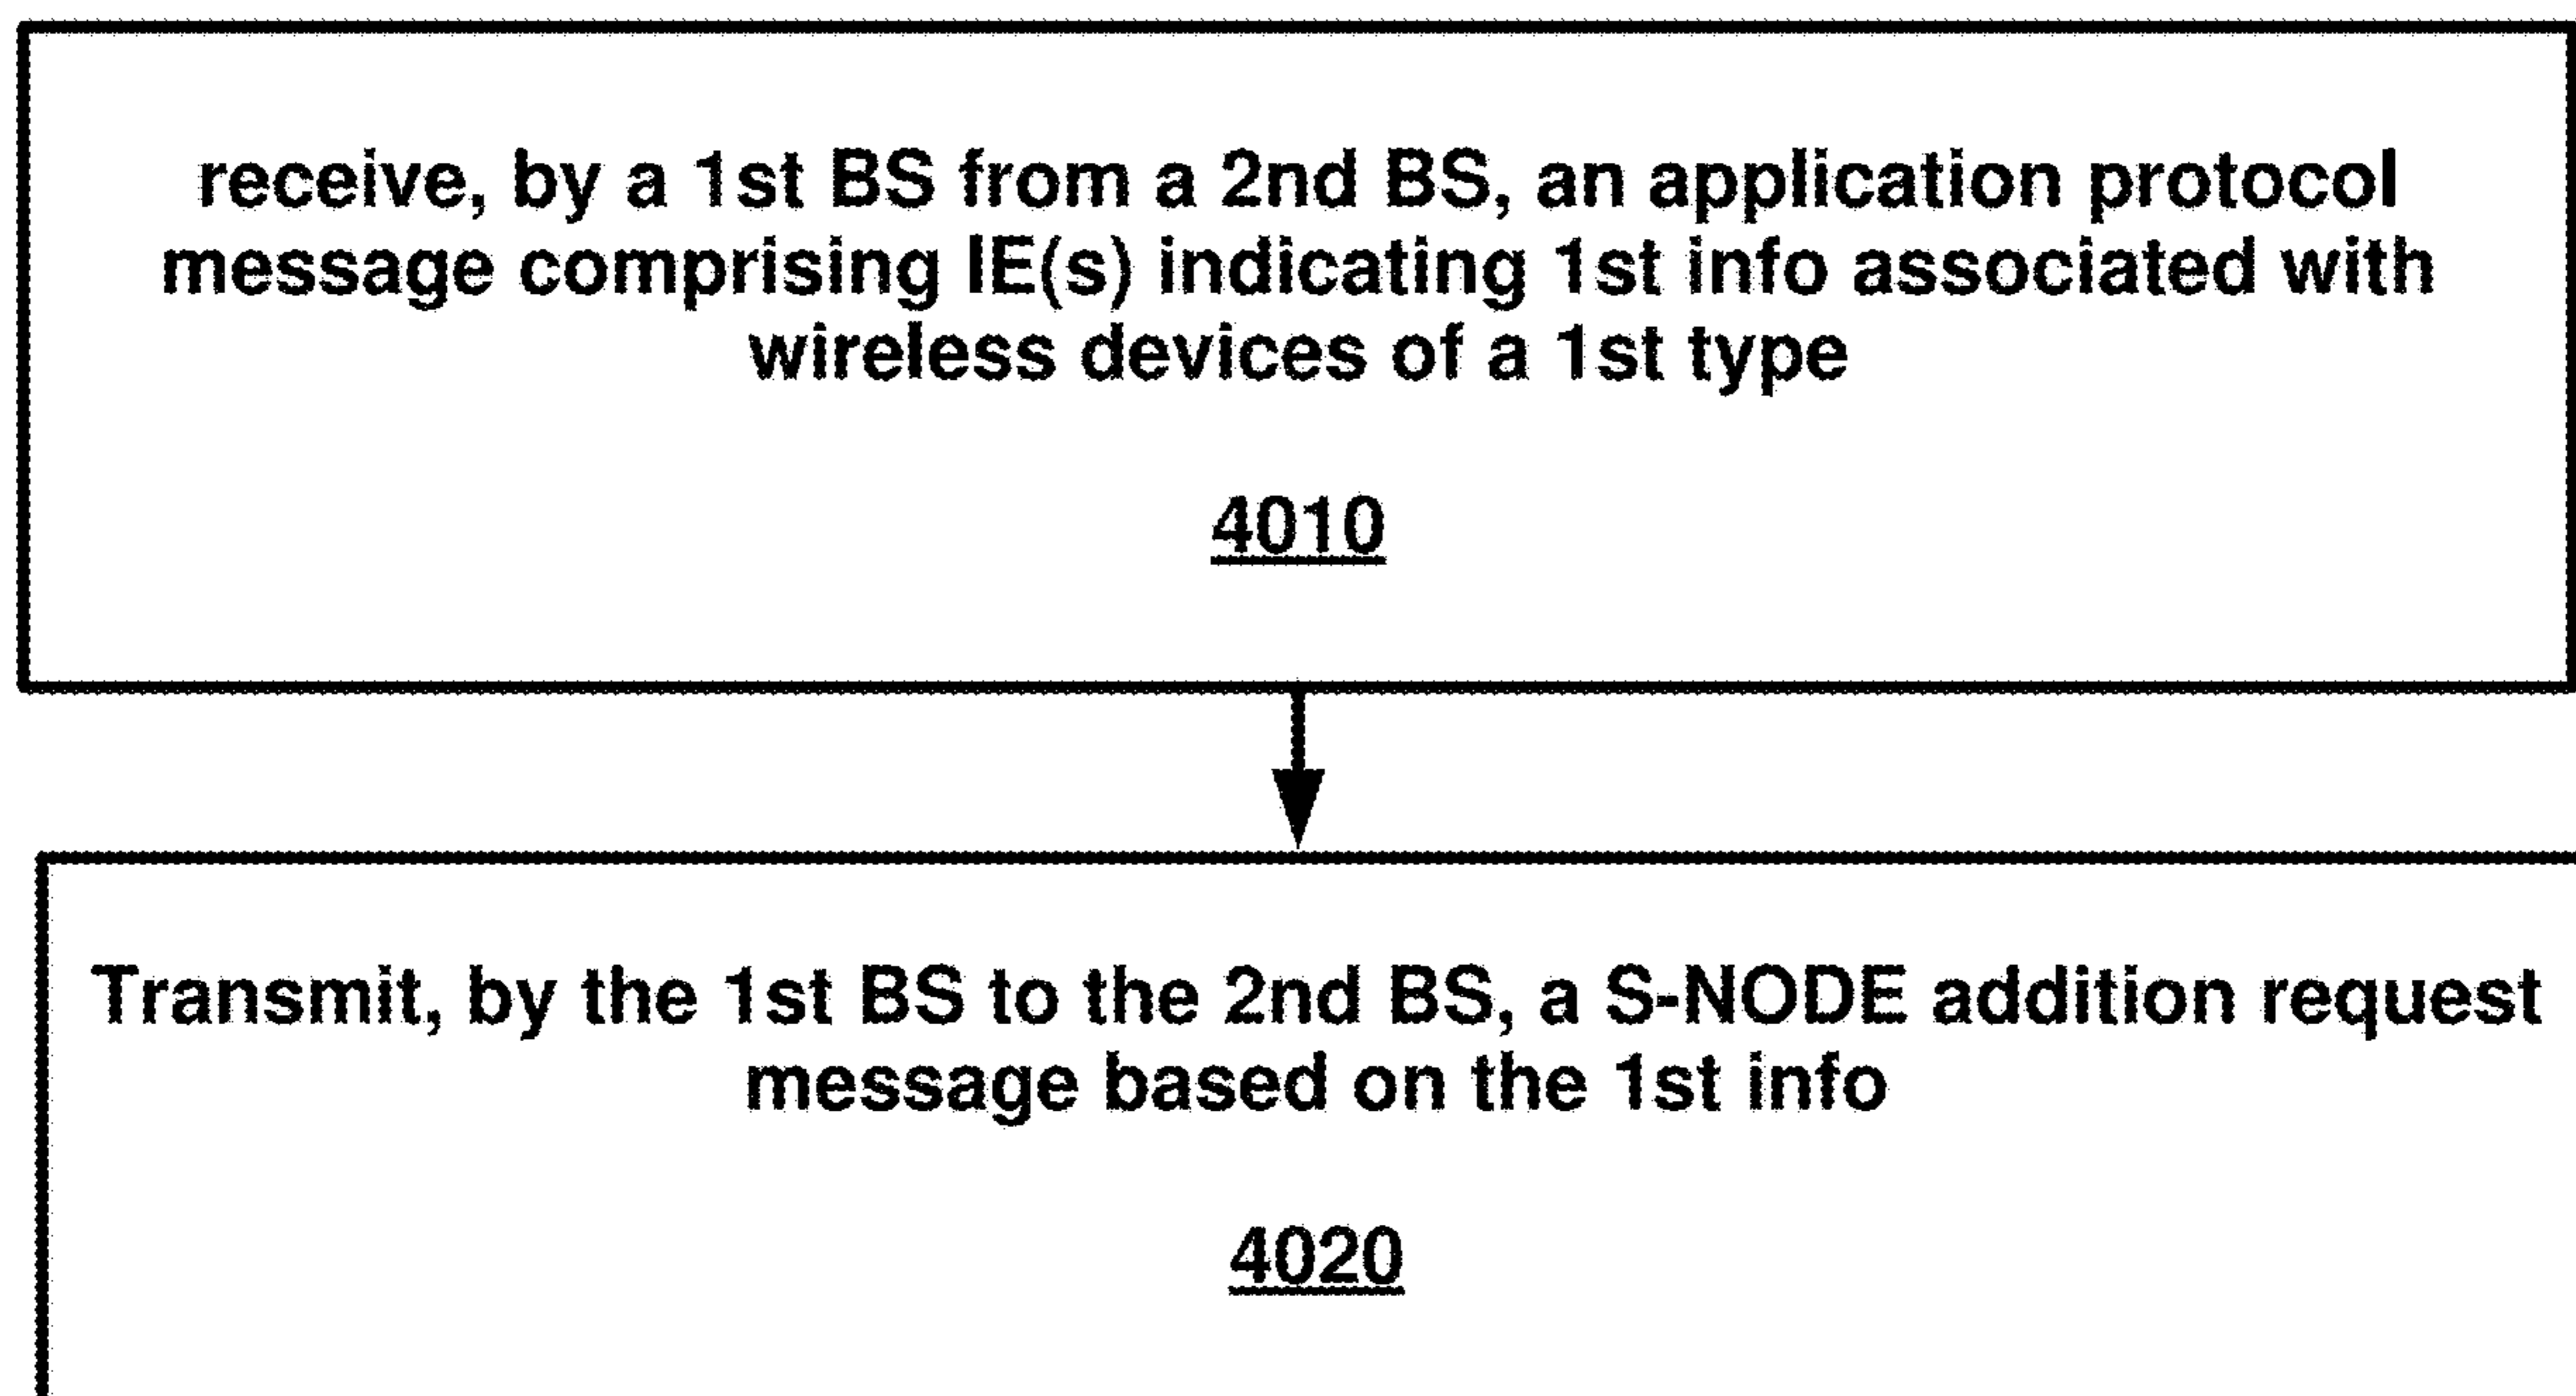 receive, by a 1st BS from a 2nd BS, an application protocol
message comprising IE(s) indicating 1st info associated with
wireless devices of a 1st type
4010
Transmit, by the 1st BS to the 2nd BS, a S-NODE addition request
message based on the 1st info
4020